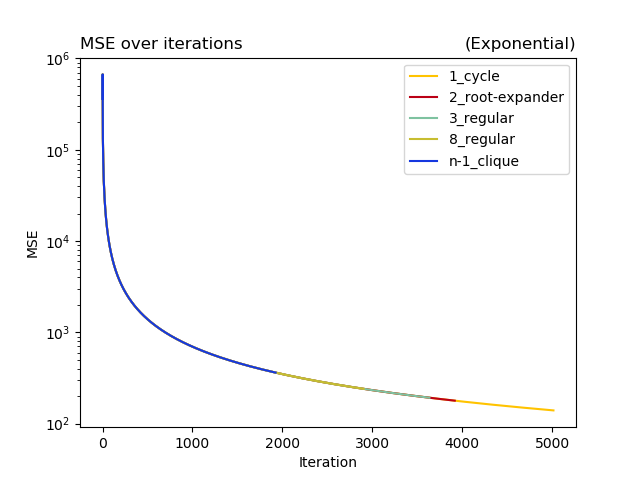 MSE over iterations (Exponential)
10^6
10^5
10^4
10^3
10^2
MSE
1_cycle
2_root-expander
3_regular
8_regular
n-1_clique
0 1000 2000 3000 4000 5000
Iteration